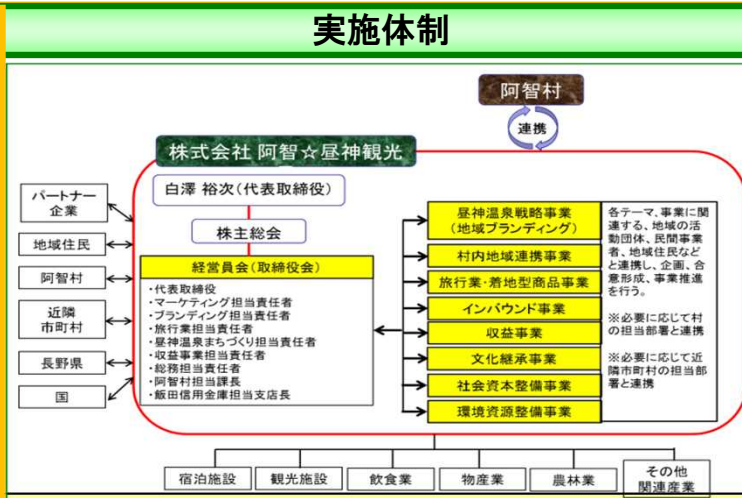 実施体制
阿智村
連携
株式会社 阿智☆昼神観光
白澤 裕次(代表取締役)
株主総会
経営員会(取締役会)
・代表取締役
・マーケティング担当責任者
・ブランディング担当責任者
・旅行業担当責任者
・昼神温泉まちづくり担当責任者
・収益事業担当責任者
・総務担当責任者
・阿智村担当課長
・飯田信用金庫担当支店長
パートナー
企業
地域住民
阿智村
近隣
市町村
長野県
国
昼神温泉戦略事業
(地域ブランディング)
村内地域連携事業
旅行業・着地型商品事業
インバウンド事業
収益事業
文化継承事業
社会資本整備事業
環境資源整備事業
各テーマ、事業に関
連する、地域の活
動団体、民間事業
者、地域住民など
と連携し、企画、合
意形成、事業推進
を行う。
※必要に応じて村
の担当部署と連携
※必要に応じて近
隣市町村の担当部
署と連携
宿泊施設
観光施設
飲食業
物産業
農林業
その他
関連産業